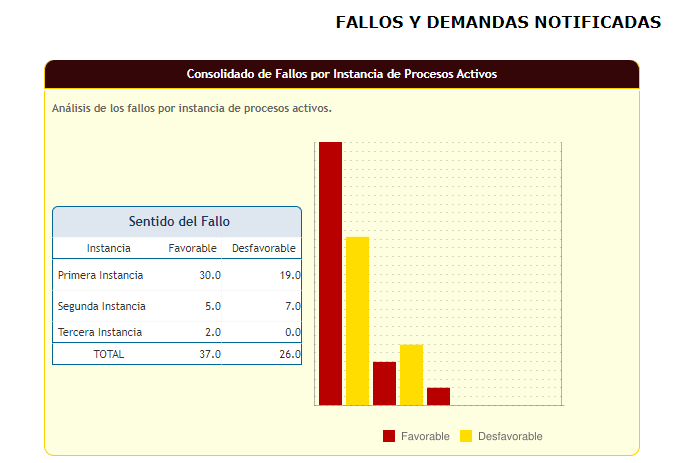 FALLOS Y DEMANDAS NOTIFICADAS
Consolidado de Fallos por Instancia de Procesos Activos
Análisis de los fallos por instancia de procesos activos.
Sentido del Fallo
Instancia Favorable Desfavorable
Primera Instancia 30.0 19.0
Segunda Instancia 5.0 7.0
Tercera Instancia 2.0 0.0
TOTAL 37.0 26.0
Favorable Desfavorable